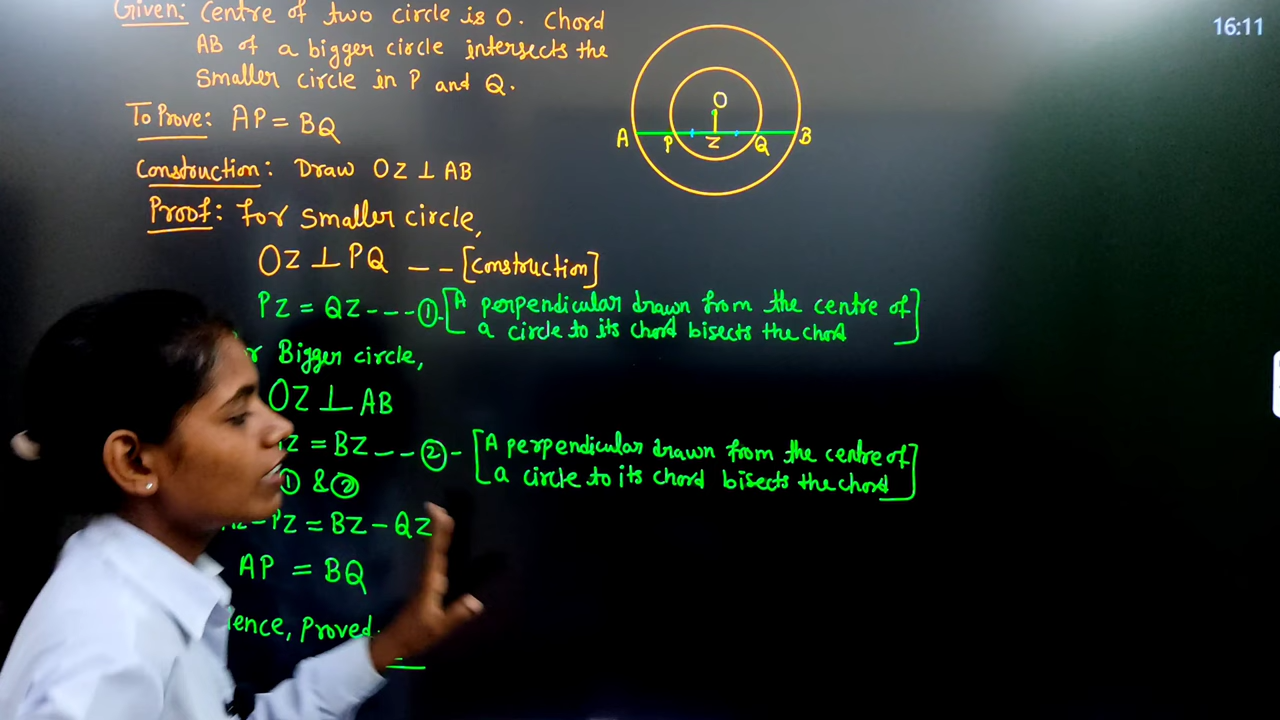 Given: Centre of two circle is O. Chord
AB of a bigger circle intersects the
smaller circle in P and Q.
To Prove: AP = BQ
Construction: Draw OZ ⊥ AB
Proof: for smaller circle,
OZ ⊥ PQ -- [construction]
PZ = QZ --- ① [A perpendicular drawn from the centre of
a circle to its chord bisects the chord]
Bigger circle,
OZ ⊥ AB
= BZ -- ② - [A perpendicular drawn from the centre of
a circle to its chord bisects the chord]
① & ②
- PZ = BZ - QZ
AP = BQ
Proved.
16:11
O
A P Z Q B